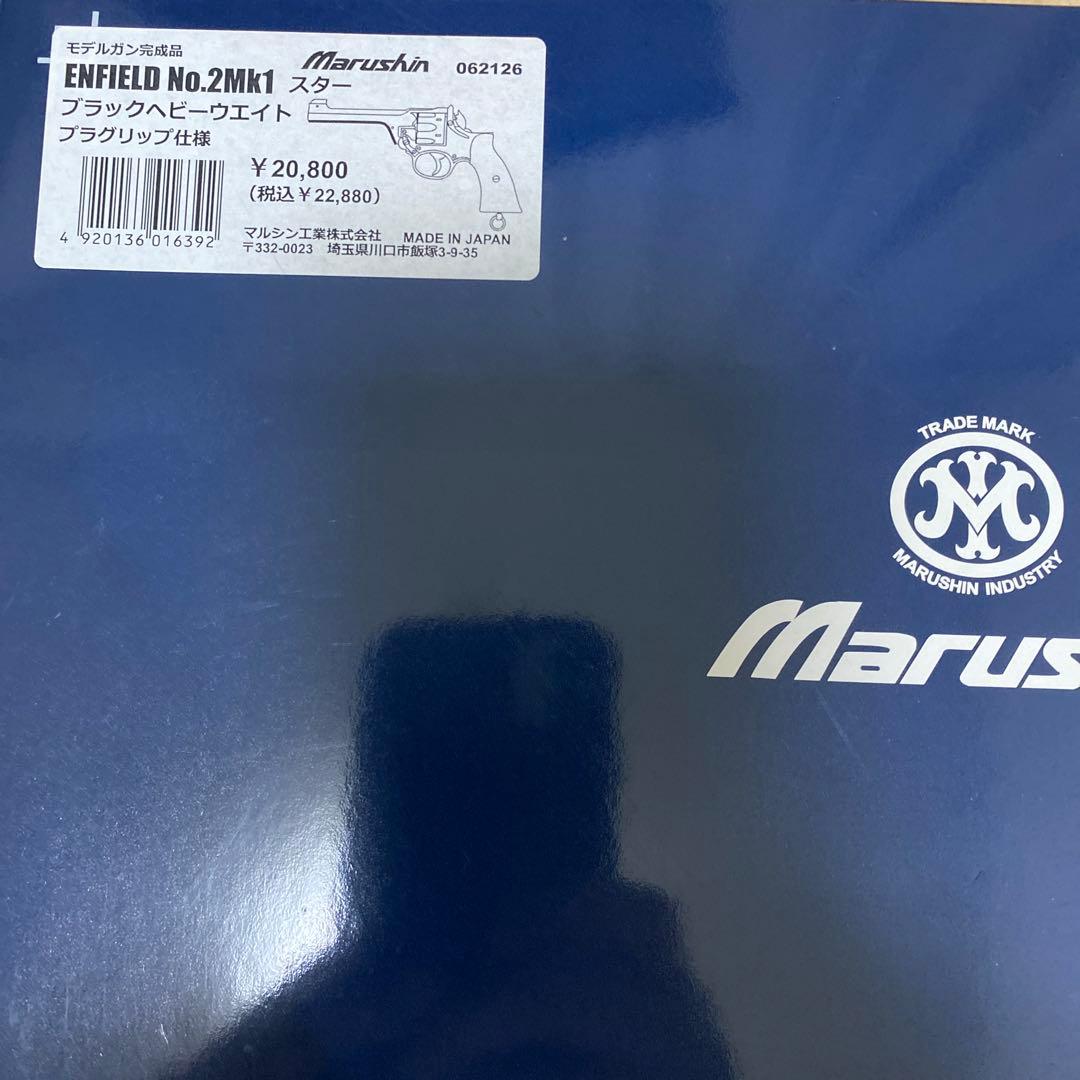 モデルガン完成品
Marushin 062126
ENFIELD No.2Mk1 スター
ブラックヘビーウエイト
プラグリップ仕様
¥20,800
(税込¥22,880)
4 920136 016392
マルシン工業株式会社 MADE IN JAPAN
〒332-0023 埼玉県川口市飯塚3-9-35
TRADE MARK
M
MARUSHIN INDUSTRY
Marus